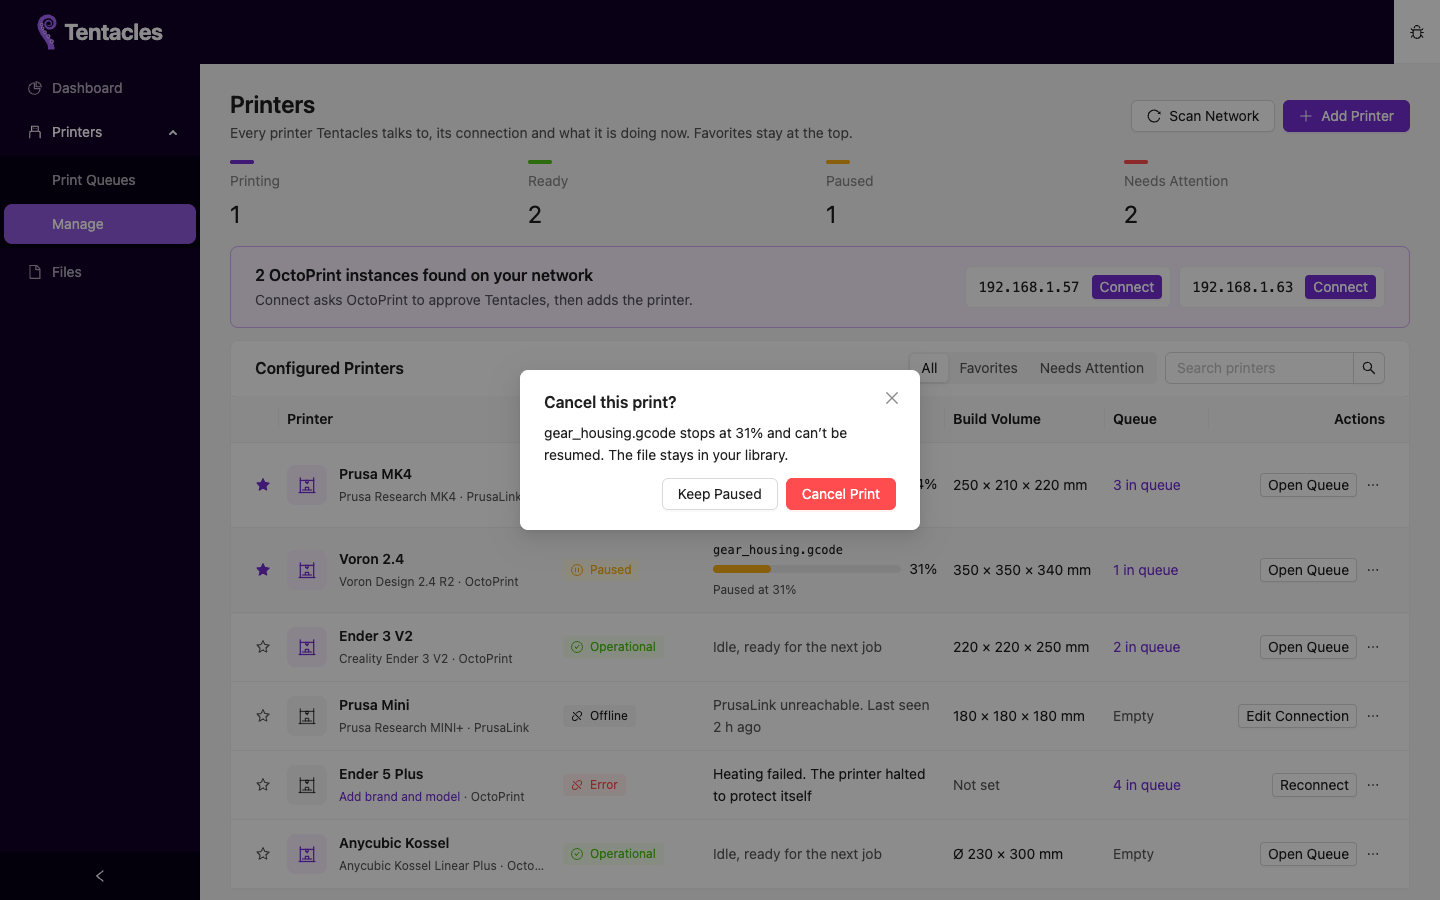 Tentacles
Dashboard
Printers
Print Queues
Manage
Files
Printers
Every printer Tentacles talks to, its connection and what it is doing now. Favorites stay at the top.
Scan Network
Add Printer
Printing
1
Ready
2
Paused
1
Needs Attention
2
2 OctoPrint instances found on your network
Connect asks OctoPrint to approve Tentacles, then adds the printer.
192.168.1.57 Connect
192.168.1.63 Connect
Configured Printers
All Favorites Needs Attention
Search printers
Printer Build Volume Queue Actions
Prusa MK4
Prusa Research MK4 · PrusaLink
4% 250 × 210 × 220 mm 3 in queue Open Queue ···
Cancel this print?
gear_housing.gcode stops at 31% and can’t be
resumed. The file stays in your library.
Keep Paused Cancel Print
Voron 2.4
Voron Design 2.4 R2 · OctoPrint
Paused
gear_housing.gcode
31%
Paused at 31%
350 × 350 × 340 mm 1 in queue Open Queue ···
Ender 3 V2
Creality Ender 3 V2 · OctoPrint
Operational
Idle, ready for the next job
220 × 220 × 250 mm 2 in queue Open Queue ···
Prusa Mini
Prusa Research MINI+ · PrusaLink
Offline
PrusaLink unreachable. Last seen
2 h ago
180 × 180 × 180 mm Empty Edit Connection ···
Ender 5 Plus
Add brand and model · OctoPrint
Error
Heating failed. The printer halted
to protect itself
Not set 4 in queue Reconnect ···
Anycubic Kossel
Anycubic Kossel Linear Plus · Octo...
Operational
Idle, ready for the next job
Ø 230 × 300 mm Empty Open Queue ···